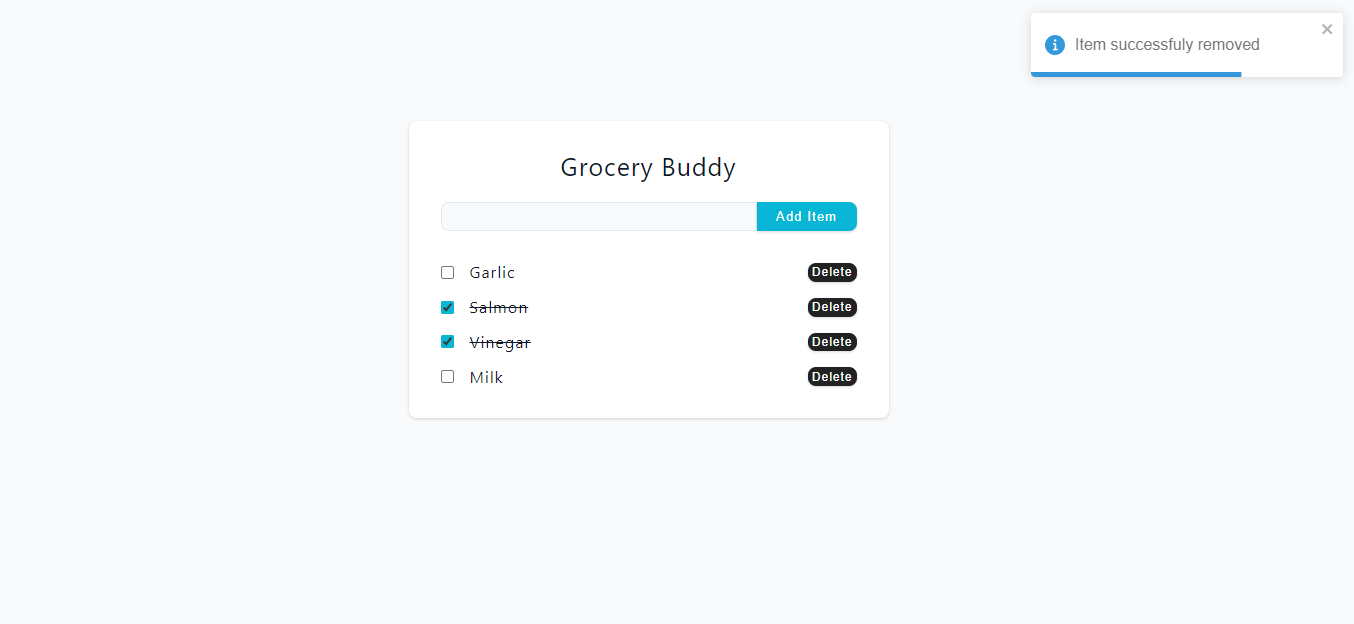 Item successfuly removed
Grocery Buddy
Add Item
Garlic Delete
Salmon Delete
Vinegar Delete
Milk Delete